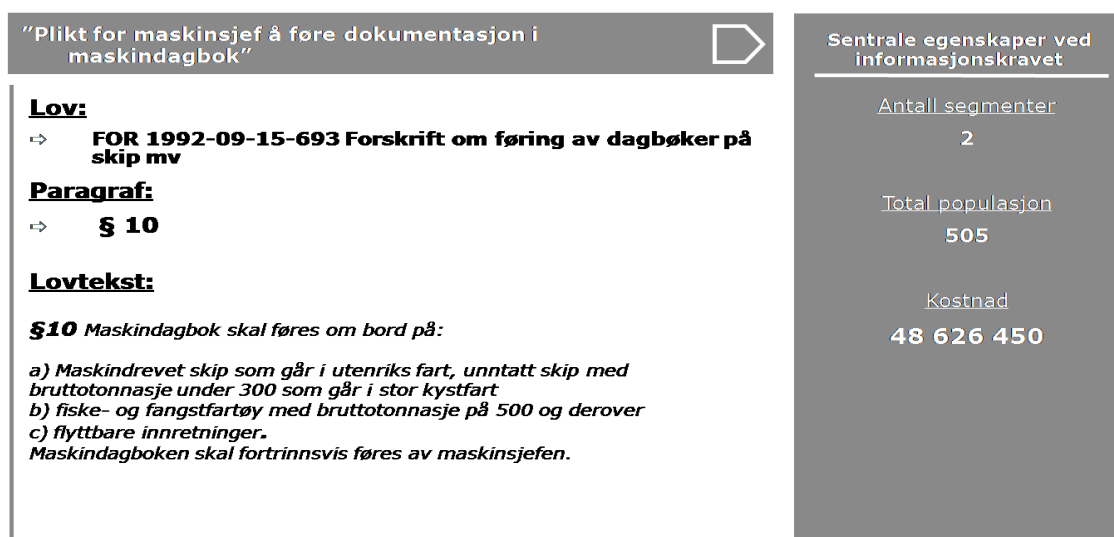 ”Plikt for maskinsjef å føre dokumentasjon i
maskindagbok”
Lov:
⇨ FOR 1992-09-15-693 Forskrift om føring av dagbøker på
skip mv
Paragraf:
⇨ § 10
Lovtekst:
§10 Maskindagbok skal føres om bord på:
a) Maskindrevet skip som går i utenriks fart, unntatt skip med
bruttotonnasje under 300 som går i stor kystfart
b) fiske- og fangstfartøy med bruttotonnasje på 500 og derover
c) flyttbare innretninger.
Maskindagboken skal fortrinnsvis føres av maskinsjefen.
Sentrale egenskaper ved
informasjonskravet
Antall segmenter
2
Total populasjon
505
Kostnad
48 626 450